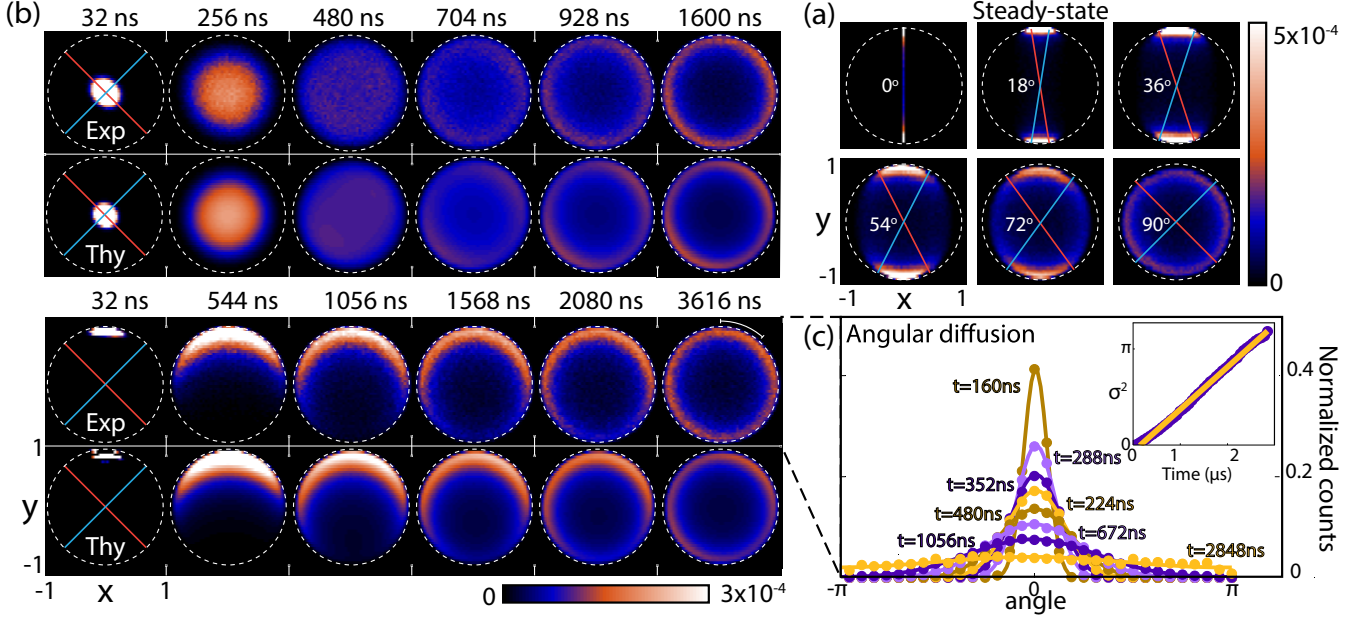 (b)
32 ns 256 ns 480 ns 704 ns 928 ns 1600 ns
Exp
Thy
32 ns 544 ns 1056 ns 1568 ns 2080 ns 3616 ns
Exp
1
y
Thy
-1
-1 x 1
0 3x10⁻⁴
(a)
Steady-state
0° 18° 36°
1
y
54° 72° 90°
-1
-1 x 1
5x10⁻⁴
0
(c) Angular diffusion
t=160ns
t=288ns
t=352ns
t=224ns
t=480ns
t=672ns
t=1056ns
t=2848ns
-π 0 π
angle
0.4
0.2
0
Normalized counts
π
σ²
0
0 1 2
Time (μs)